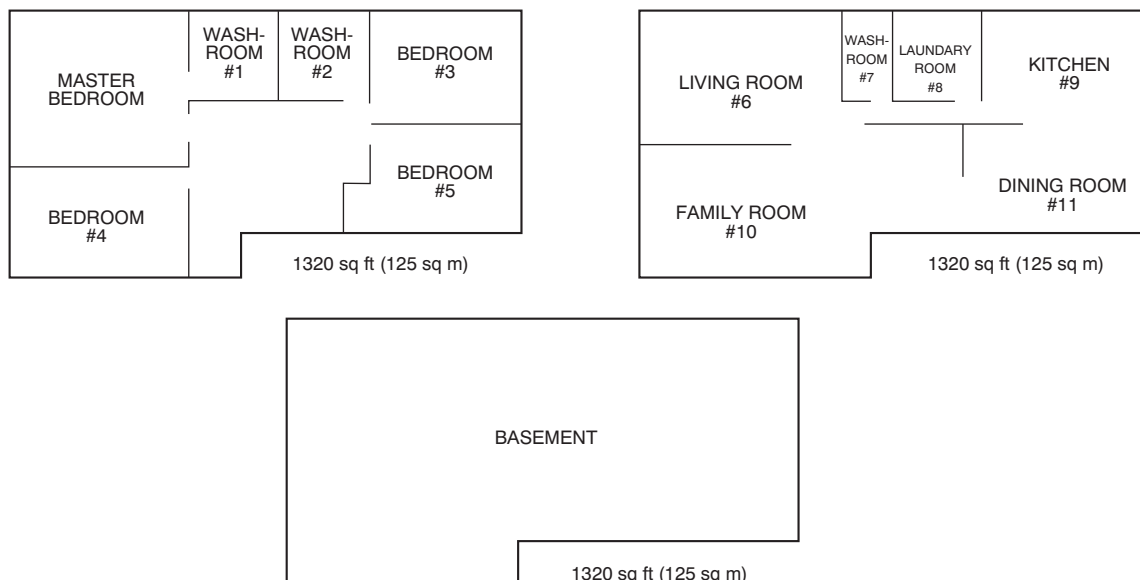 WASH-
ROOM
#1
WASH-
ROOM
#2
BEDROOM
#3
MASTER
BEDROOM
BEDROOM
#4
BEDROOM
#5
1320 sq ft (125 sq m)
LIVING ROOM
#6
WASH-
ROOM
#7
LAUNDARY
ROOM
#8
KITCHEN
#9
FAMILY ROOM
#10
DINING ROOM
#11
1320 sq ft (125 sq m)
BASEMENT
1320 sq ft (125 sq m)